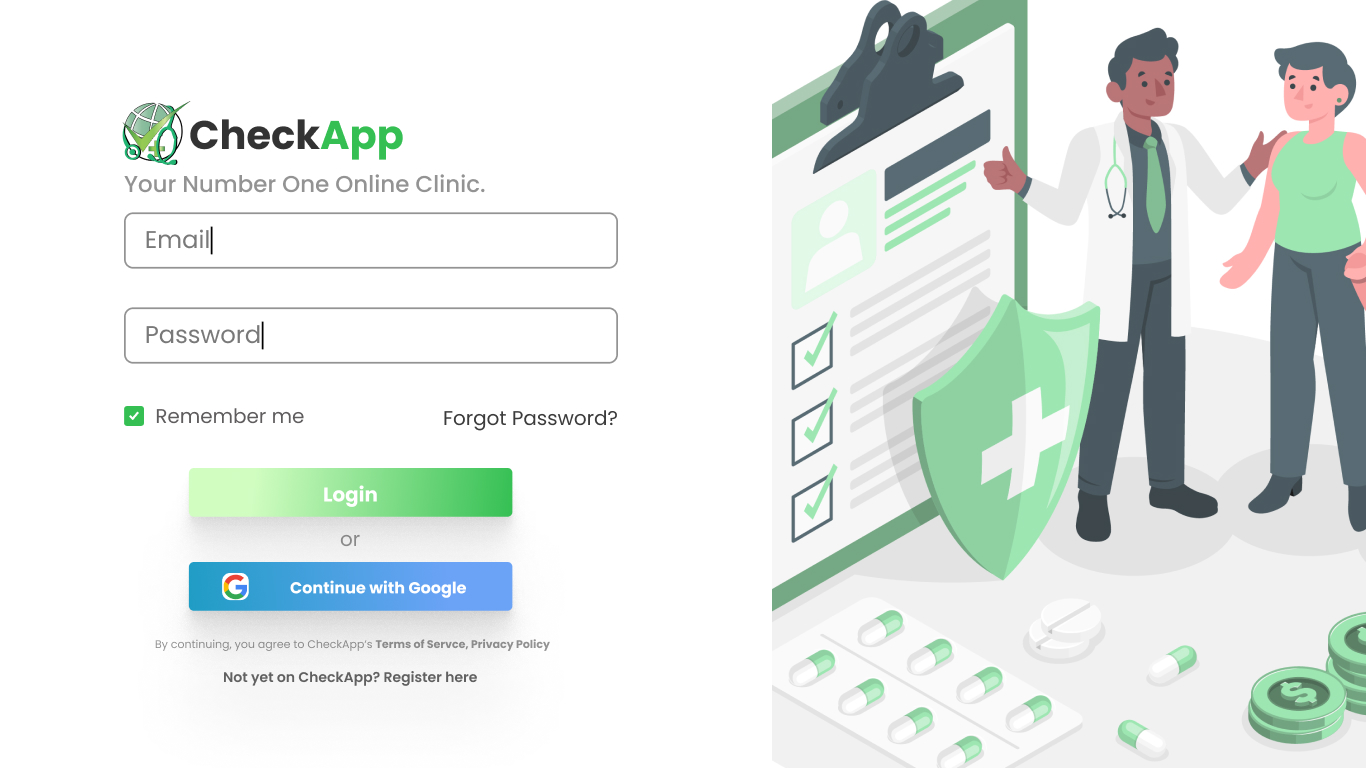 CheckApp
Your Number One Online Clinic.
Email
Password
Remember me
Forgot Password?
Login
or
Continue with Google
By continuing, you agree to CheckApp's Terms of Servce, Privacy Policy
Not yet on CheckApp? Register here